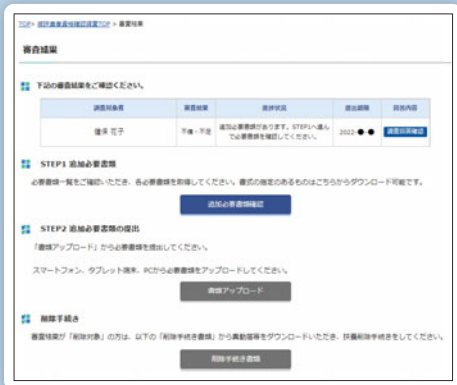 TOP> 被扶養者資格確認調査TOP > 審査結果
審査結果
下記の審査結果をご確認ください。
調査対象者 審査結果 進捗状況 提出期限 回答内容
健保 花子 不備・不足 追加必要書類があります。STEP1へ進んで必要書類を確認してください。 2022-●-● 調査回答確認
STEP1 追加必要書類
必要書類一覧をご確認いただき、各必要書類を取得してください。書式の指定のあるものはこちらからダウンロード可能です。
追加必要書類確認
STEP2 追加必要書類の提出
「書類アップロード」から必要書類を提出してください。
スマートフォン、タブレット端末、PCから必要書類をアップロードしてください。
書類アップロード
削除手続き
審査結果が「削除対象」の方は、以下の「削除手続き書類」から異動届等をダウンロードいただき、扶養削除手続きをしてください。
削除手続き書類